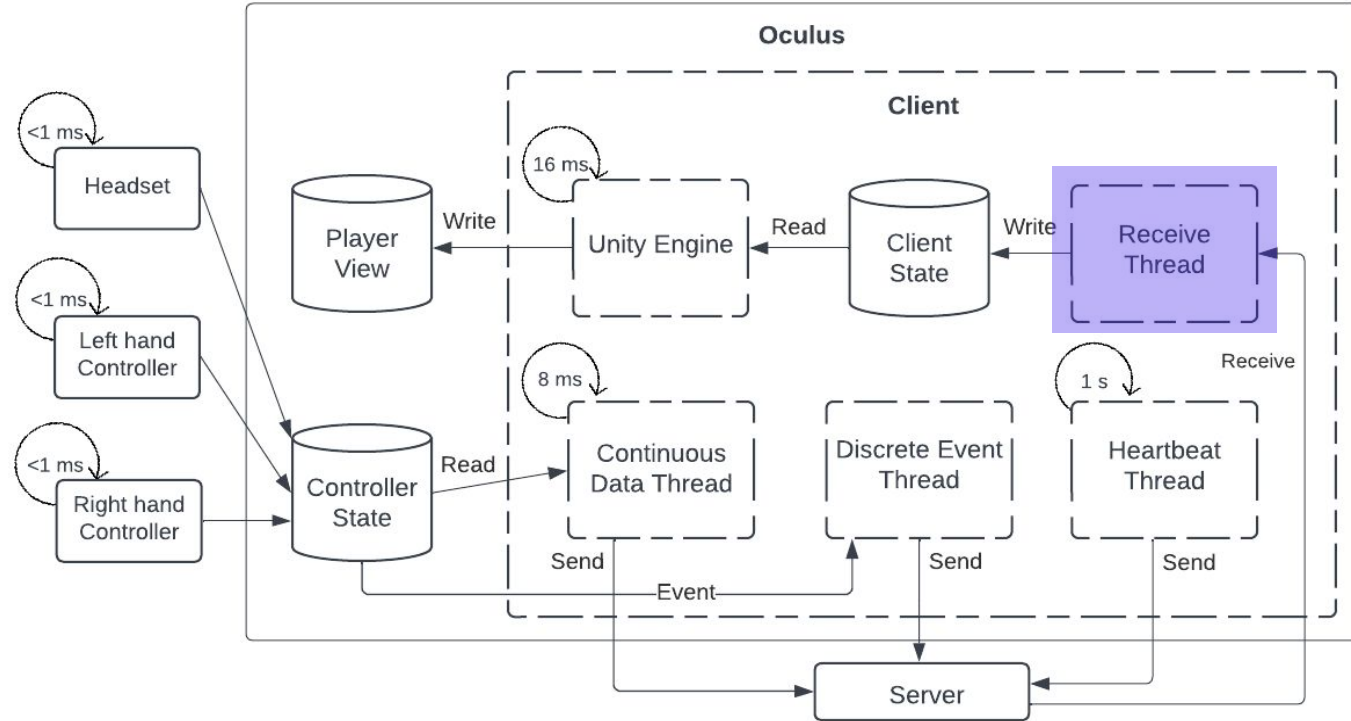 Oculus
Client
<1 ms
Headset
16 ms
Player
View
Write
Unity Engine
Read
Client
State
Write
Receive
Thread
<1 ms
Left hand
Controller
8 ms
1 s
Receive
<1 ms
Right hand
Controller
Controller
State
Read
Continuous
Data Thread
Discrete Event
Thread
Heartbeat
Thread
Send
Send
Send
Event
Server